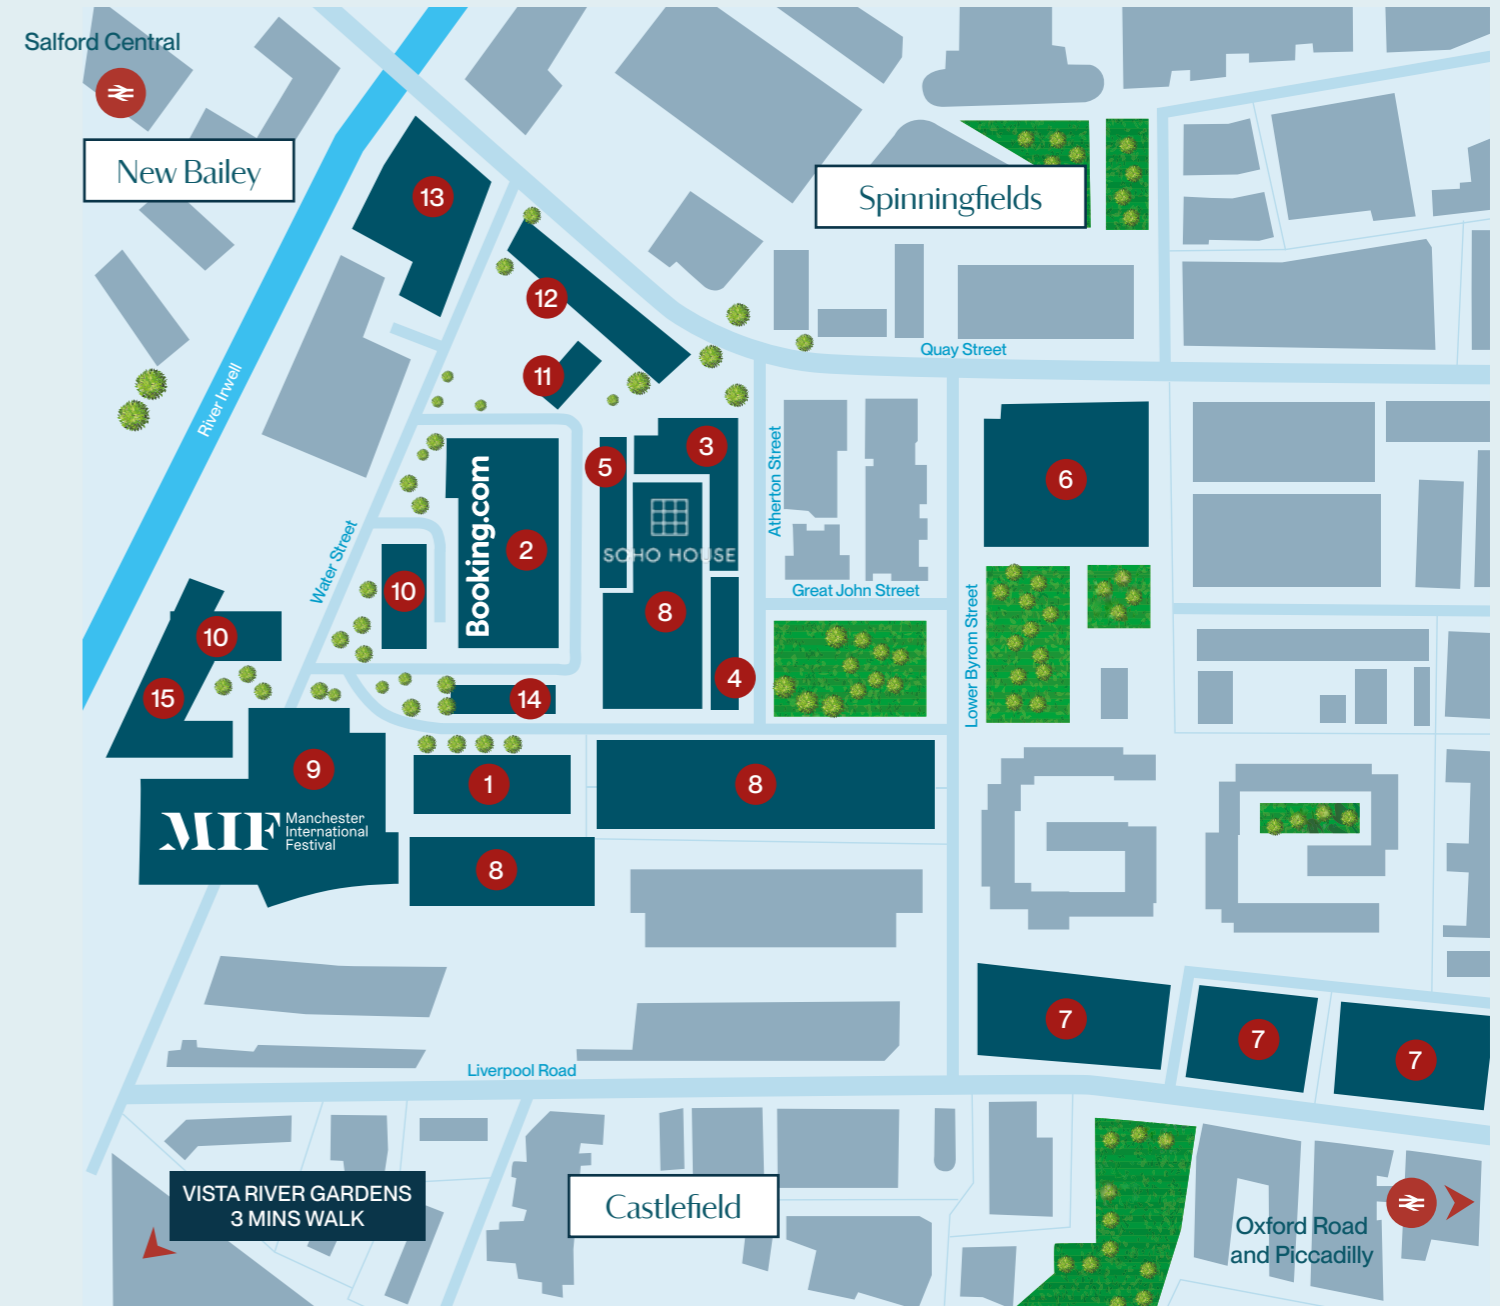 Salford Central
New Bailey
Spinningfields
13
12
11
Quay Street
River Irwell
3
5
6
Atherton Street
Booking.com
2
SOHO HOUSE
Water Street
10
8
Great John Street
Lower Byrom Street
10
15
14
4
9
1
8
MIF
Manchester
International
Festival
8
7
7
7
Liverpool Road
VISTA RIVER GARDENS
3 MINS WALK
Castlefield
Oxford Road
and Piccadilly